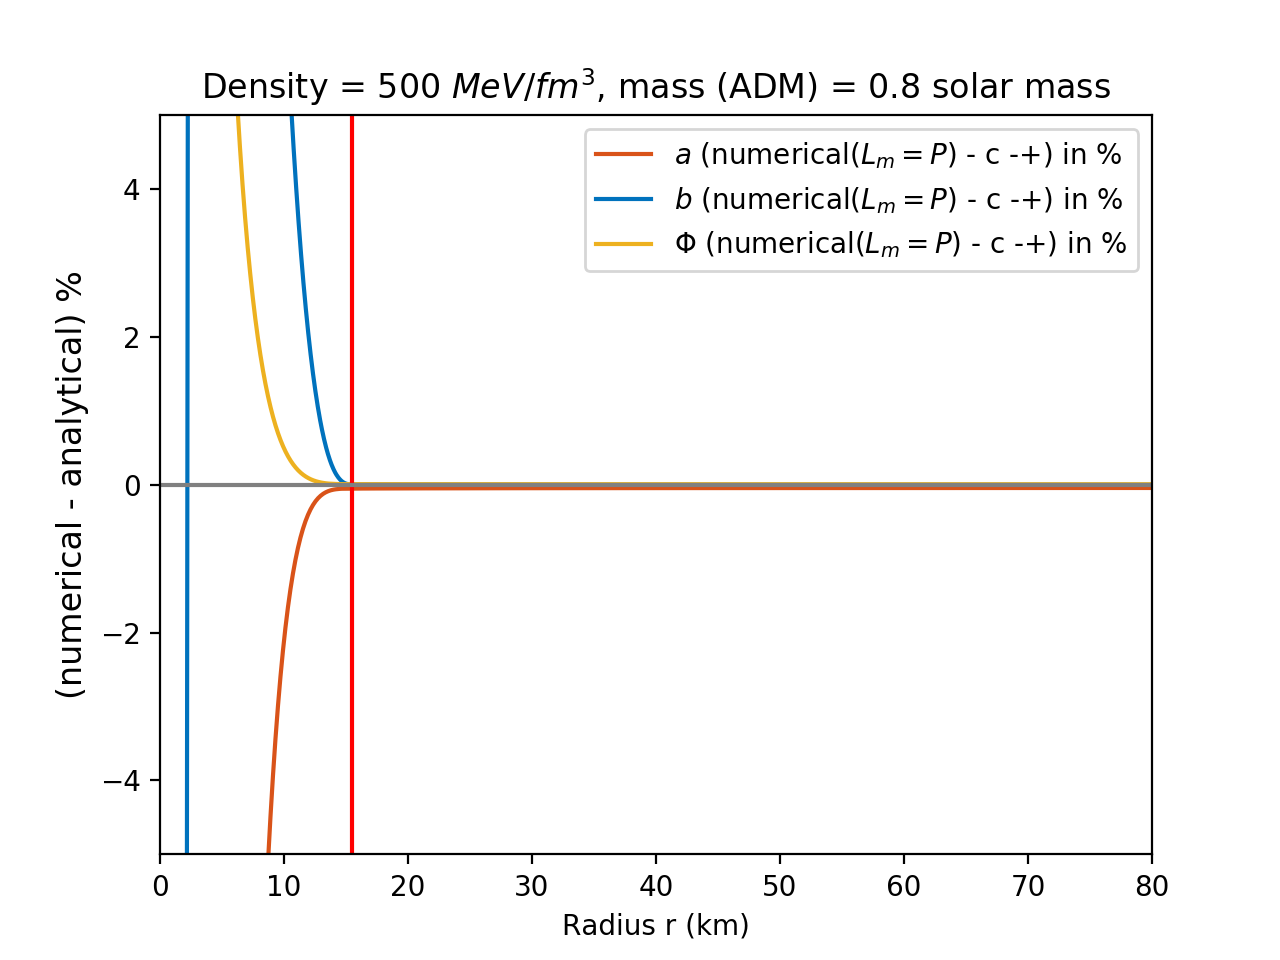 Density = 500 MeV/fm³, mass (ADM) = 0.8 solar mass
a (numerical(Lₘ = P) - c -+) in %
b (numerical(Lₘ = P) - c -+) in %
Φ (numerical(Lₘ = P) - c -+) in %
(numerical - analytical) %
4
2
0
−2
−4
0 10 20 30 40 50 60 70 80
Radius r (km)